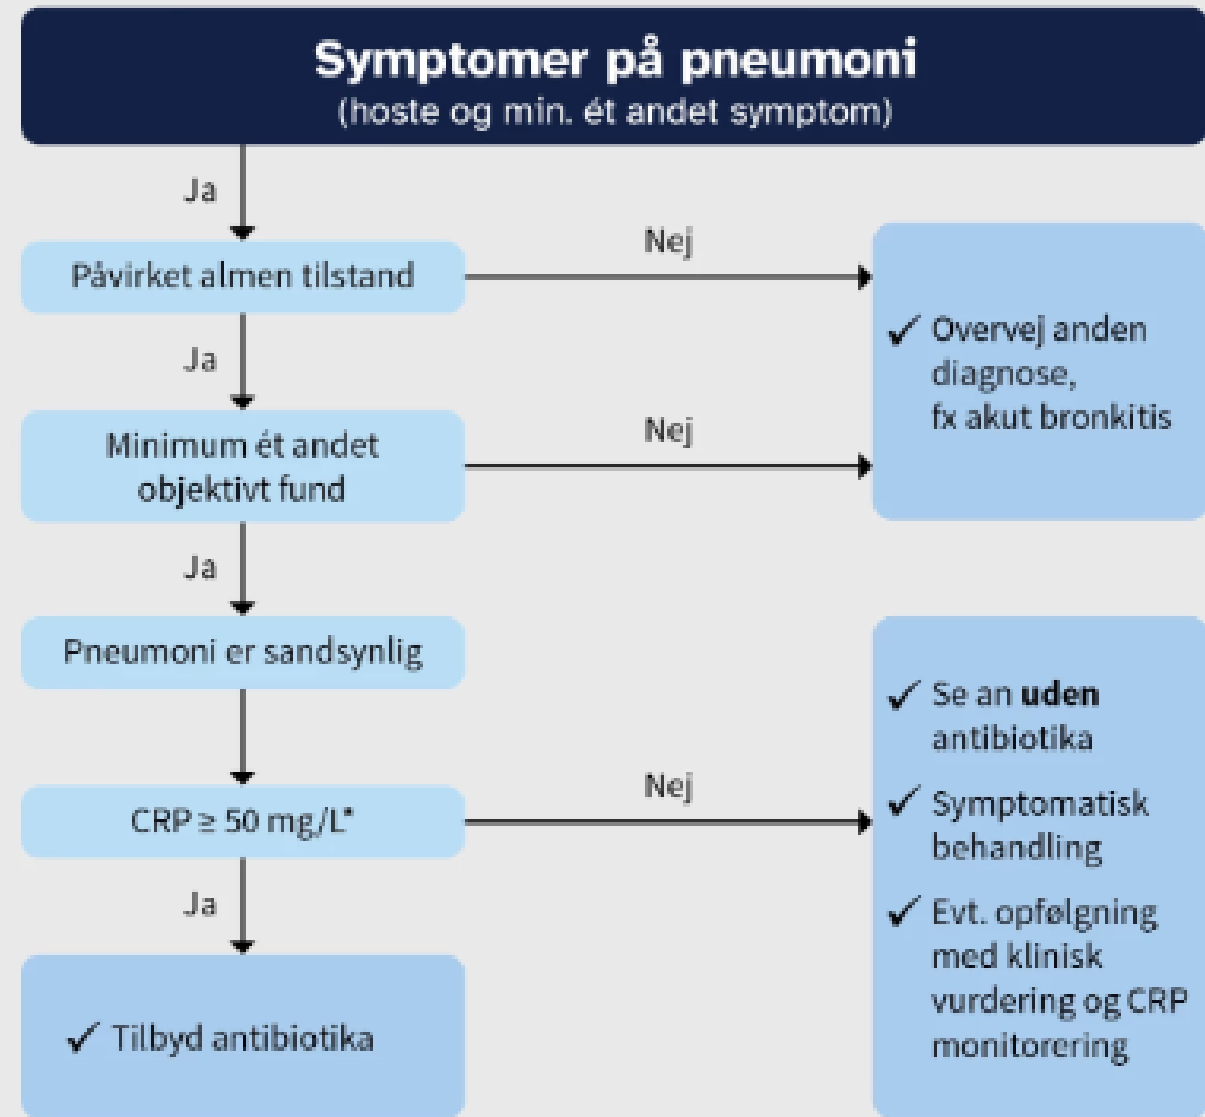 Symptomer på pneumoni
(hoste og min. ét andet symptom)
Ja
Påvirket almen tilstand
Nej
Ja
Minimum ét andet
objektivt fund
Nej
✓ Overvej anden
diagnose,
fx akut bronkitis
Ja
Pneumoni er sandsynlig
CRP ≥ 50 mg/L*
Nej
Ja
✓ Tilbyd antibiotika
✓ Se an uden
antibiotika
✓ Symptomatisk
behandling
✓ Evt. opfølgning
med klinisk
vurdering og CRP
monitorering